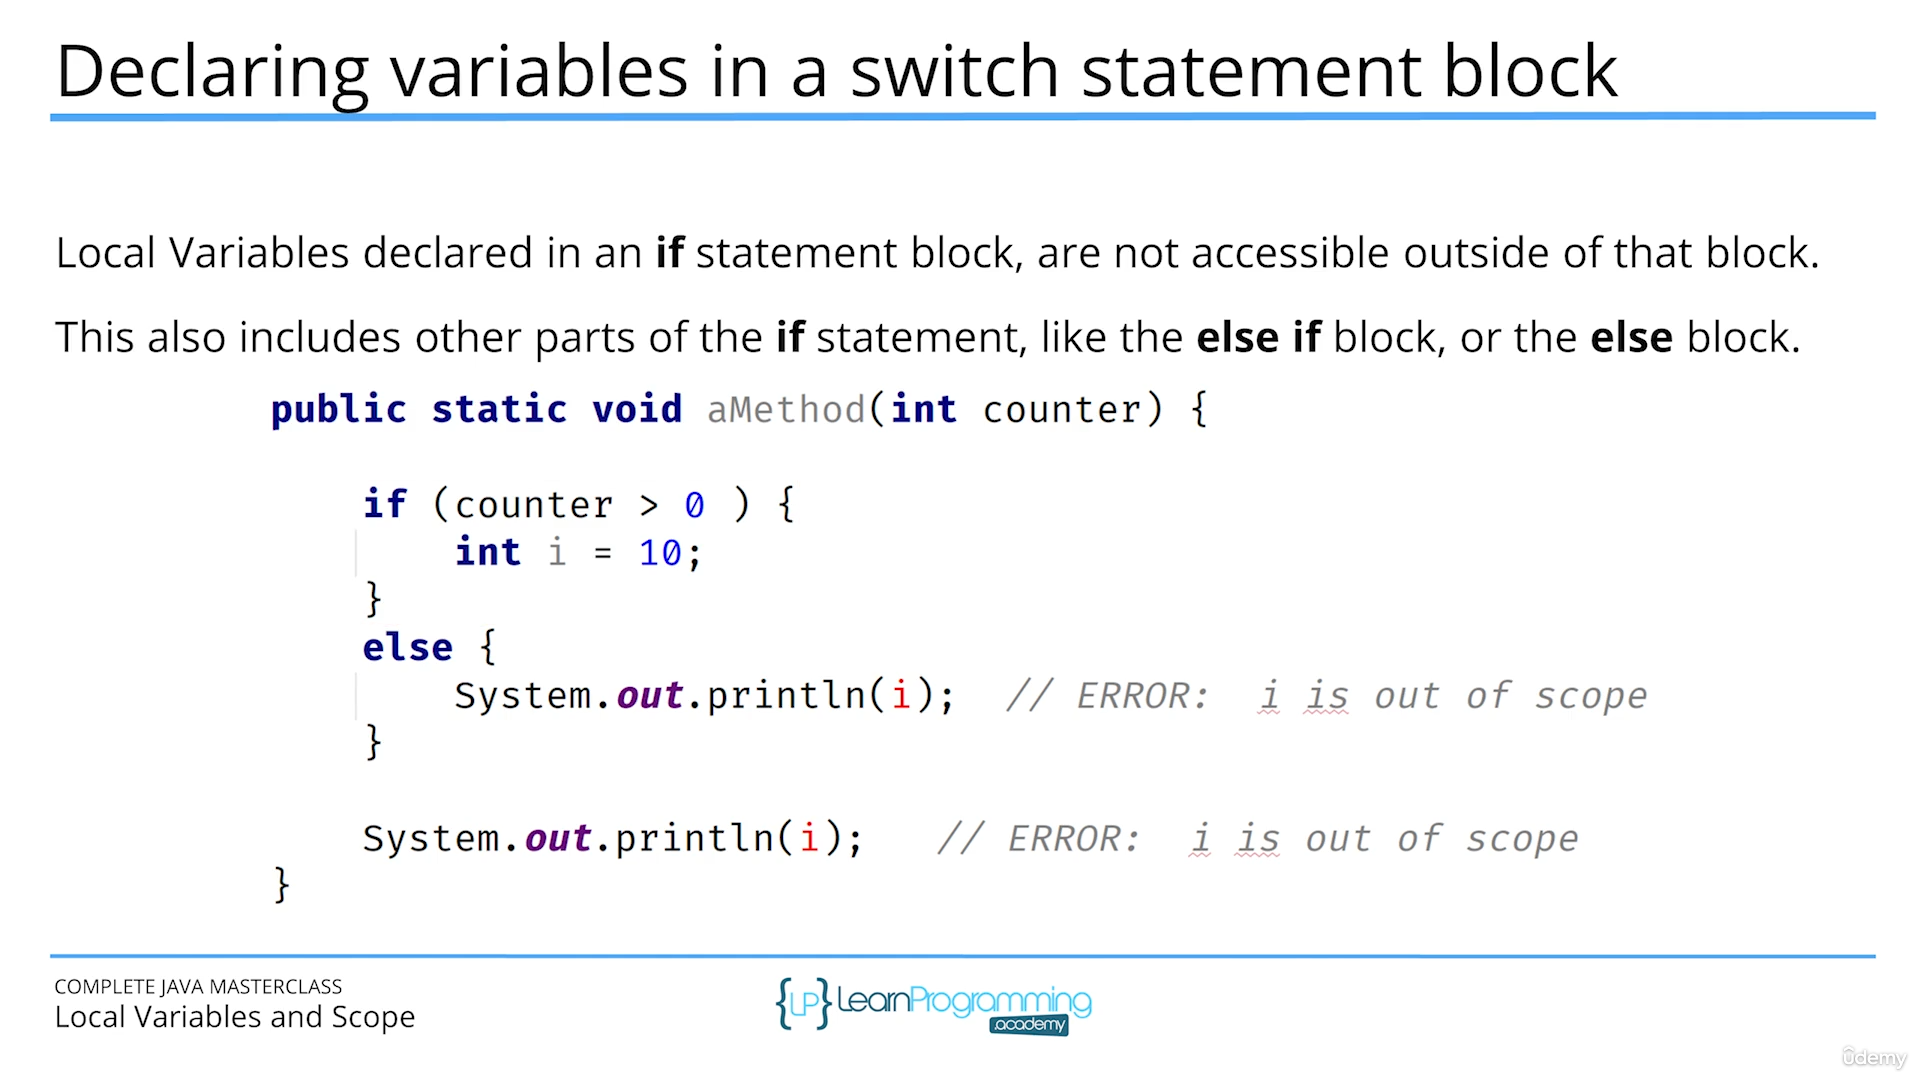 Declaring variables in a switch statement block
Local Variables declared in an if statement block, are not accessible outside of that block.
This also includes other parts of the if statement, like the else if block, or the else block.
public static void aMethod(int counter) {
if (counter > 0 ) {
int i = 10;
}
else {
System.out.println(i);  // ERROR:  i is out of scope
}
System.out.println(i);   // ERROR:  i is out of scope
}
COMPLETE JAVA MASTERCLASS
Local Variables and Scope
{LP} LearnProgramming
.academy
ûdemy